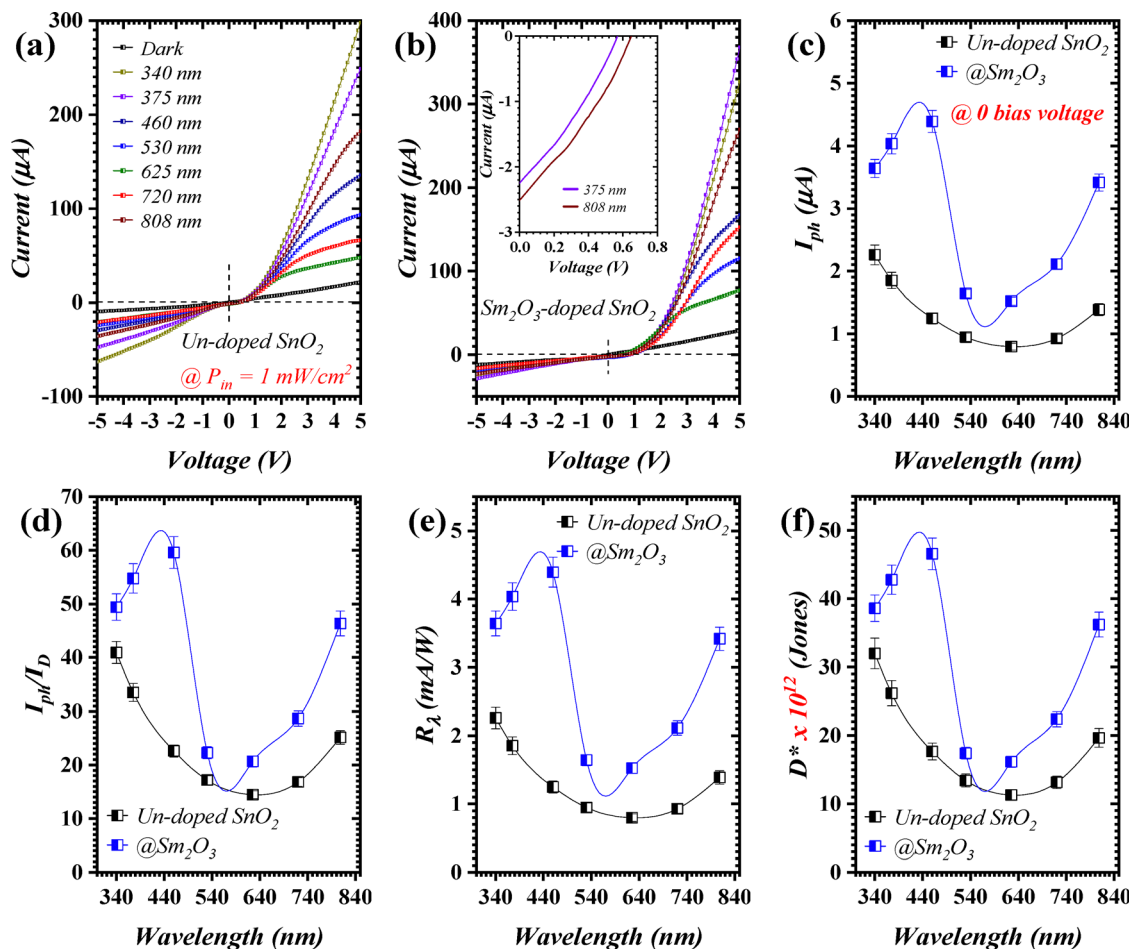 (a)
300
200
100
0
-100
Current (μA)
Dark
340 nm
375 nm
460 nm
530 nm
625 nm
720 nm
808 nm
Un-doped SnO₂
@ Pᵢₙ = 1 mW/cm²
-5 -4 -3 -2 -1 0 1 2 3 4 5
Voltage (V)
(b)
400
300
200
100
0
-50
Current (μA)
0
-1
-2
-3
Current (μA)
375 nm
808 nm
0.0 0.2 0.4 0.6 0.8
Voltage (V)
Sm₂O₃-doped SnO₂
-5 -4 -3 -2 -1 0 1 2 3 4 5
Voltage (V)
(c)
6
5
4
3
2
1
0
I_ph (μA)
Un-doped SnO₂
@Sm₂O₃
@ 0 bias voltage
340 440 540 640 740 840
Wavelength (nm)
(d)
70
60
50
40
30
20
10
0
I_ph/I_D
Un-doped SnO₂
@Sm₂O₃
340 440 540 640 740 840
Wavelength (nm)
(e)
5
4
3
2
1
0
R_λ (mA/W)
Un-doped SnO₂
@Sm₂O₃
340 440 540 640 740 840
Wavelength (nm)
(f)
50
40
30
20
10
0
D* x 10¹² (Jones)
Un-doped SnO₂
@Sm₂O₃
340 440 540 640 740 840
Wavelength (nm)